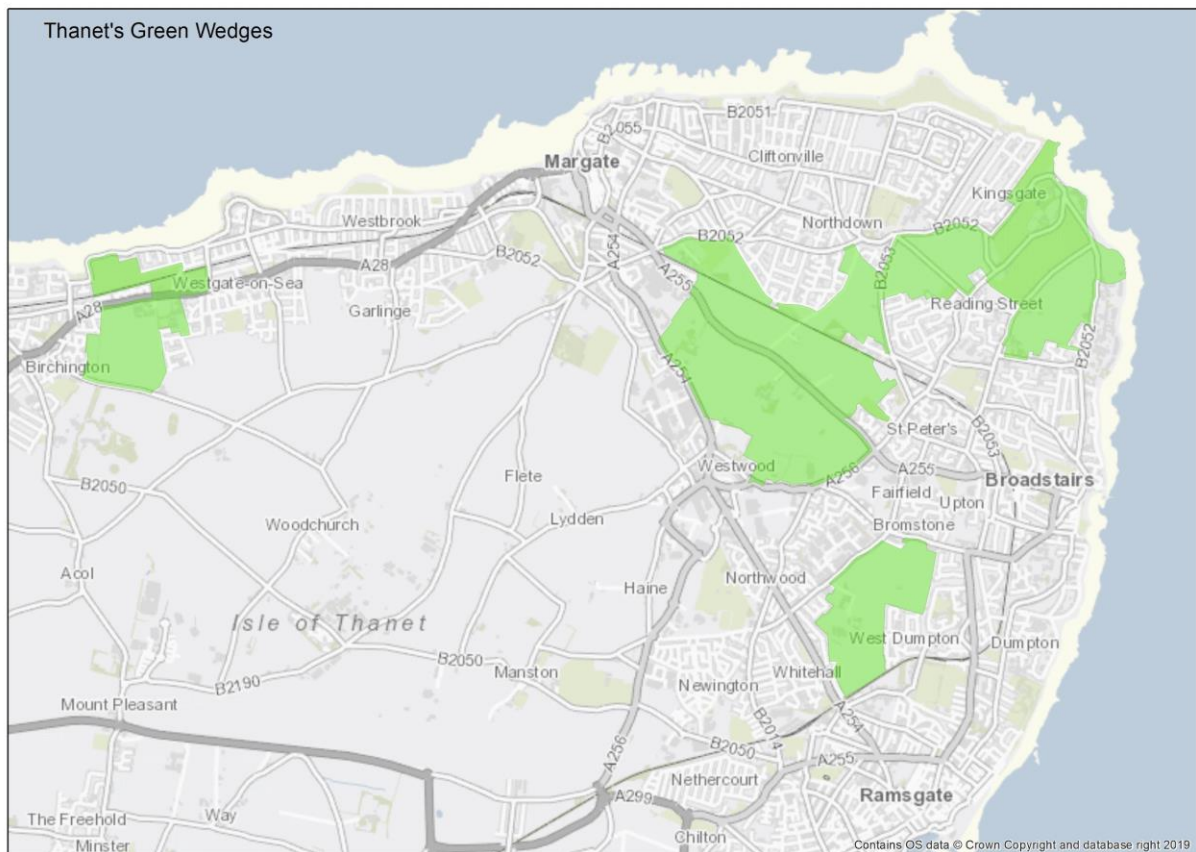 Thanet's Green Wedges
B2051
B2055
Margate
Cliftonville
Kingsgate
Westbrook
Northdown
B2052
B2052
A254
B2052
B2053
A28
A255
Westgate-on-Sea
Reading Street
A28
Garlinge
B2052
Birchington
A254
St Peter's
B2053
Westwood
A255
A256
Broadstairs
Flete
Fairfield
Upton
B2050
Lydden
Bromstone
Woodchurch
Acol
Haine
Northwood
Isle of Thanet
West Dumpton
Dumpton
B2050
Manston
Whitehall
B2190
Newington
Mount Pleasant
A254
B2014
A256
B2050
A255
Nethercourt
A299
Ramsgate
The Freehold
Way
Chilton
Minster
Contains OS data © Crown Copyright and database right 2019